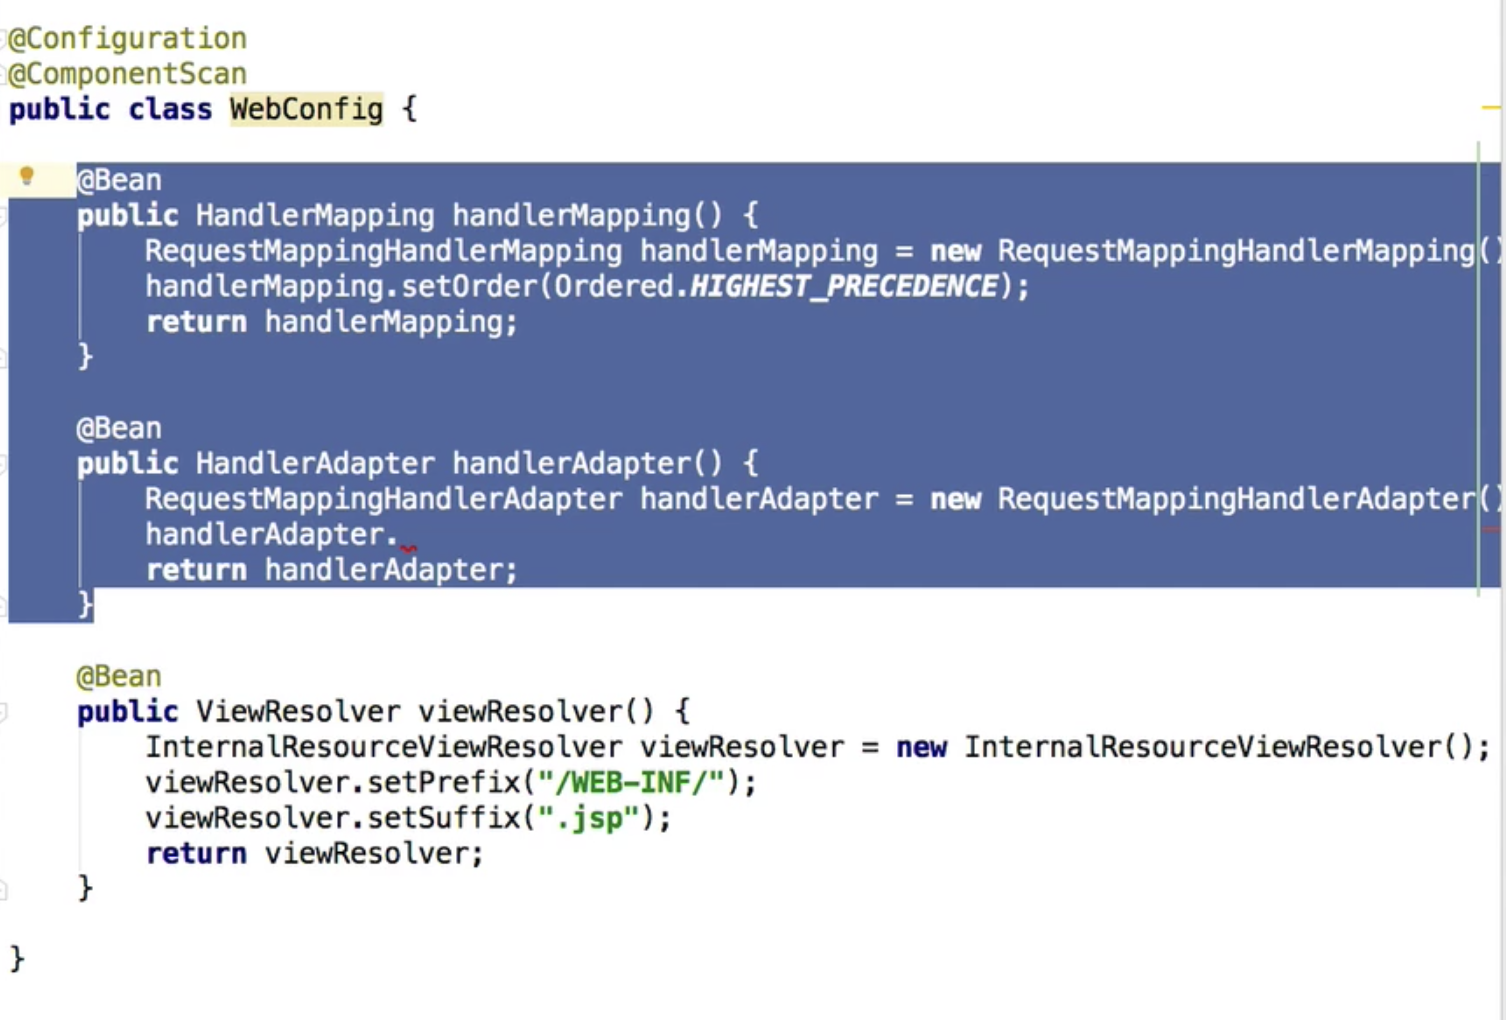 @Configuration
@ComponentScan
public class WebConfig {
@Bean
public HandlerMapping handlerMapping() {
RequestMappingHandlerMapping handlerMapping = new RequestMappingHandlerMapping()
handlerMapping.setOrder(Ordered.HIGHEST_PRECEDENCE);
return handlerMapping;
}
@Bean
public HandlerAdapter handlerAdapter() {
RequestMappingHandlerAdapter handlerAdapter = new RequestMappingHandlerAdapter()
handlerAdapter.
return handlerAdapter;
}
@Bean
public ViewResolver viewResolver() {
InternalResourceViewResolver viewResolver = new InternalResourceViewResolver();
viewResolver.setPrefix("/WEB-INF/");
viewResolver.setSuffix(".jsp");
return viewResolver;
}
}